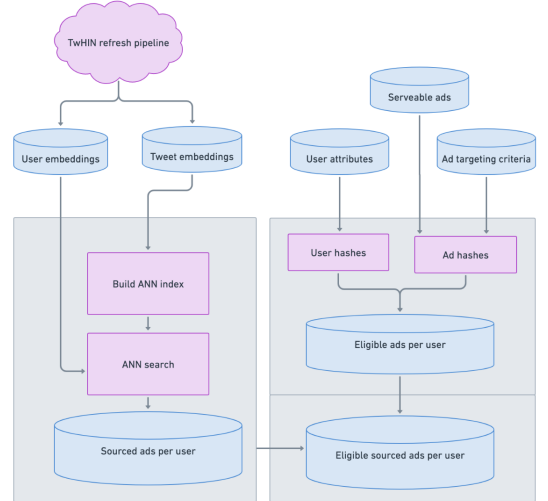 TwHIN refresh pipeline
Serveable ads
User embeddings
Tweet embeddings
User attributes
Ad targeting criteria
User hashes
Ad hashes
Build ANN index
Eligible ads per user
ANN search
Sourced ads per user
Eligible sourced ads per user